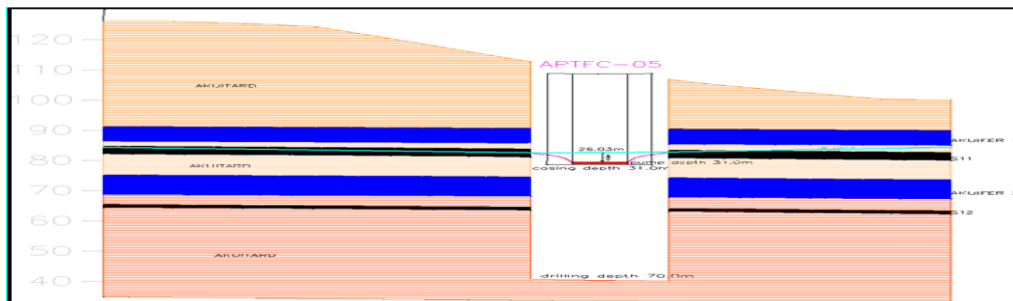 120
110
APTFC-05
AKUITARD
100
90
AKUIFER
26.03m
S11
80
AKUITARD
pump depth 31.0m
casing depth 31.0m
70
AKUIFER
60
S12
50
AKUITARD
drilling depth 70.0m
40